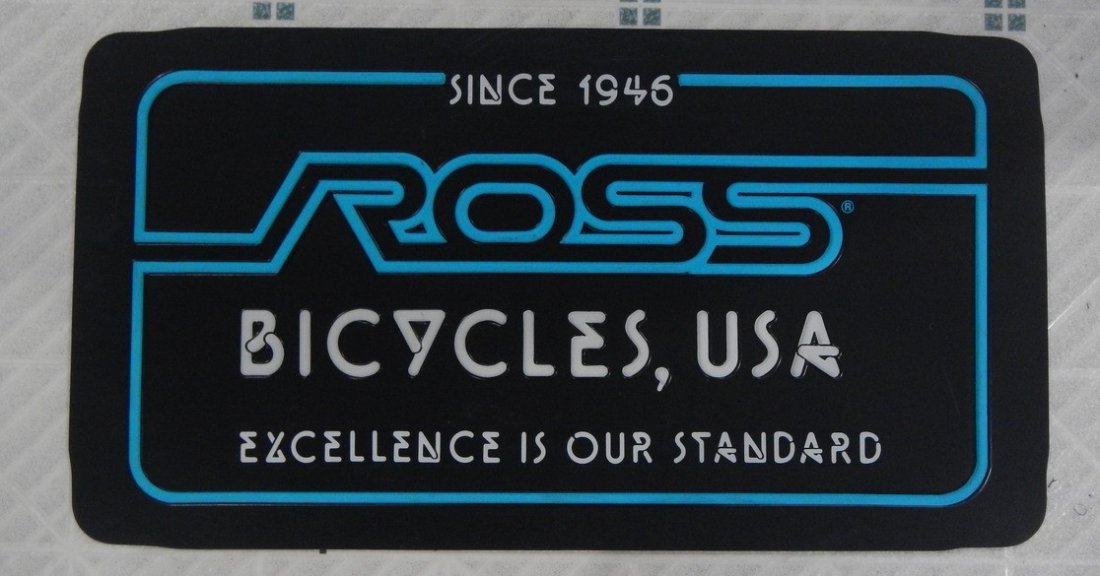 SINCE 1946
ROSS®
BICYCLES, USA
EXCELLENCE IS OUR STANDARD